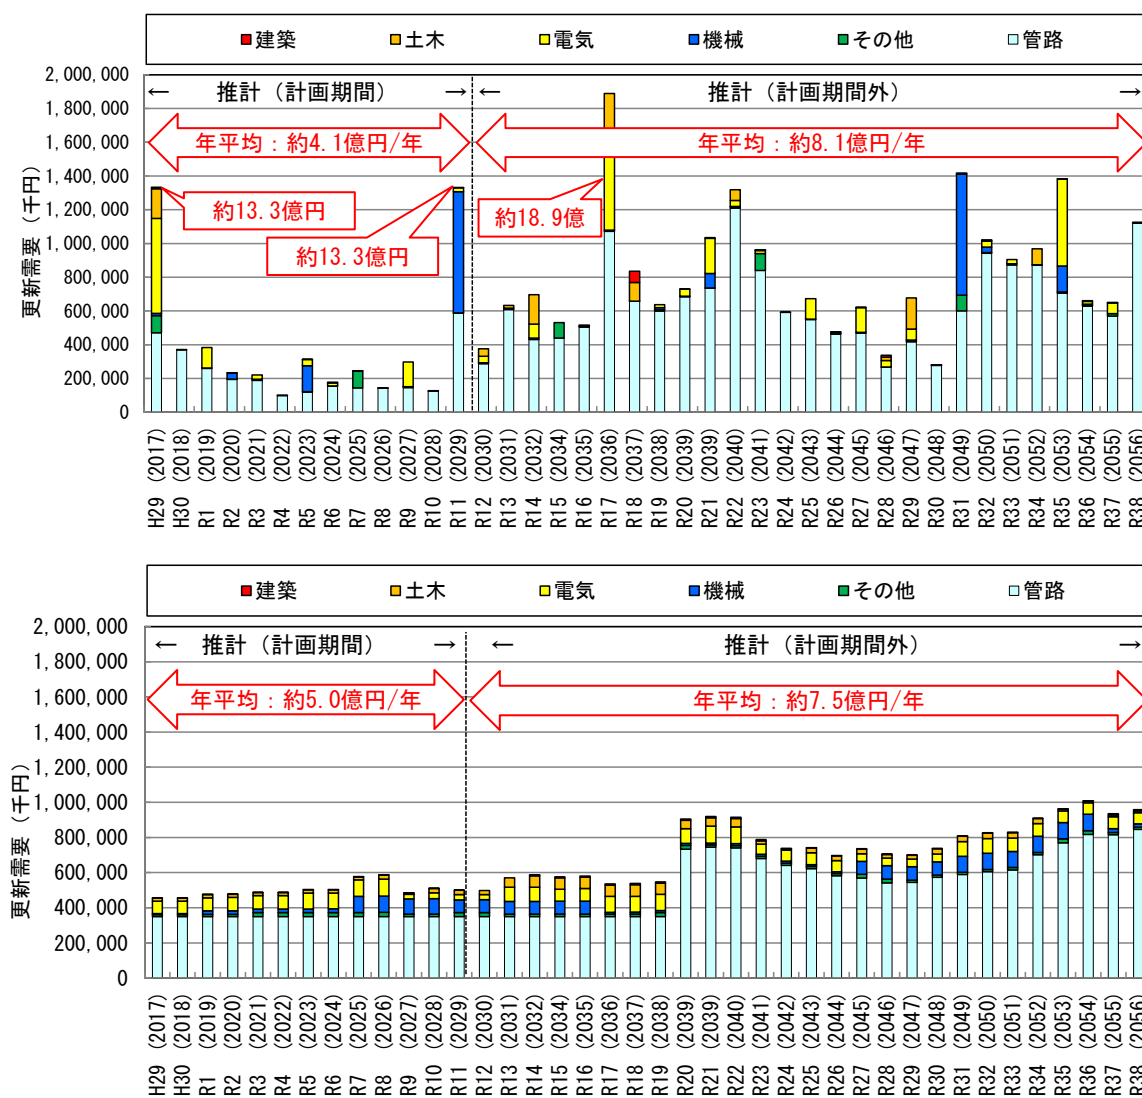 建築 土木 電気 機械 その他 管路
更新需要（千円）
2,000,000
1,800,000
1,600,000
1,400,000
1,200,000
1,000,000
800,000
600,000
400,000
200,000
0
← 推計（計画期間） →
← 推計（計画期間外） →
年平均：約4.1億円/年
年平均：約8.1億円/年
約13.3億円
約13.3億円
約18.9億
H29 (2017)
H30 (2018)
R1 (2019)
R2 (2020)
R3 (2021)
R4 (2022)
R5 (2023)
R6 (2024)
R7 (2025)
R8 (2026)
R9 (2027)
R10 (2028)
R11 (2029)
R12 (2030)
R13 (2031)
R14 (2032)
R15 (2034)
R16 (2035)
R17 (2036)
R18 (2037)
R19 (2038)
R20 (2039)
R21 (2039)
R22 (2040)
R23 (2041)
R24 (2042)
R25 (2043)
R26 (2044)
R27 (2045)
R28 (2046)
R29 (2047)
R30 (2048)
R31 (2049)
R32 (2050)
R33 (2051)
R34 (2052)
R35 (2053)
R36 (2054)
R37 (2055)
R38 (2056)
建築 土木 電気 機械 その他 管路
更新需要（千円）
2,000,000
1,800,000
1,600,000
1,400,000
1,200,000
1,000,000
800,000
600,000
400,000
200,000
0
← 推計（計画期間） →
← 推計（計画期間外） →
年平均：約5.0億円/年
年平均：約7.5億円/年
H29 (2017)
H30 (2018)
R1 (2019)
R2 (2020)
R3 (2021)
R4 (2022)
R5 (2023)
R6 (2024)
R7 (2025)
R8 (2026)
R9 (2027)
R10 (2028)
R11 (2029)
R12 (2030)
R13 (2031)
R14 (2032)
R15 (2034)
R16 (2035)
R17 (2036)
R18 (2037)
R19 (2038)
R20 (2039)
R21 (2039)
R22 (2040)
R23 (2041)
R24 (2042)
R25 (2043)
R26 (2044)
R27 (2045)
R28 (2046)
R29 (2047)
R30 (2048)
R31 (2049)
R32 (2050)
R33 (2051)
R34 (2052)
R35 (2053)
R36 (2054)
R37 (2055)
R38 (2056)